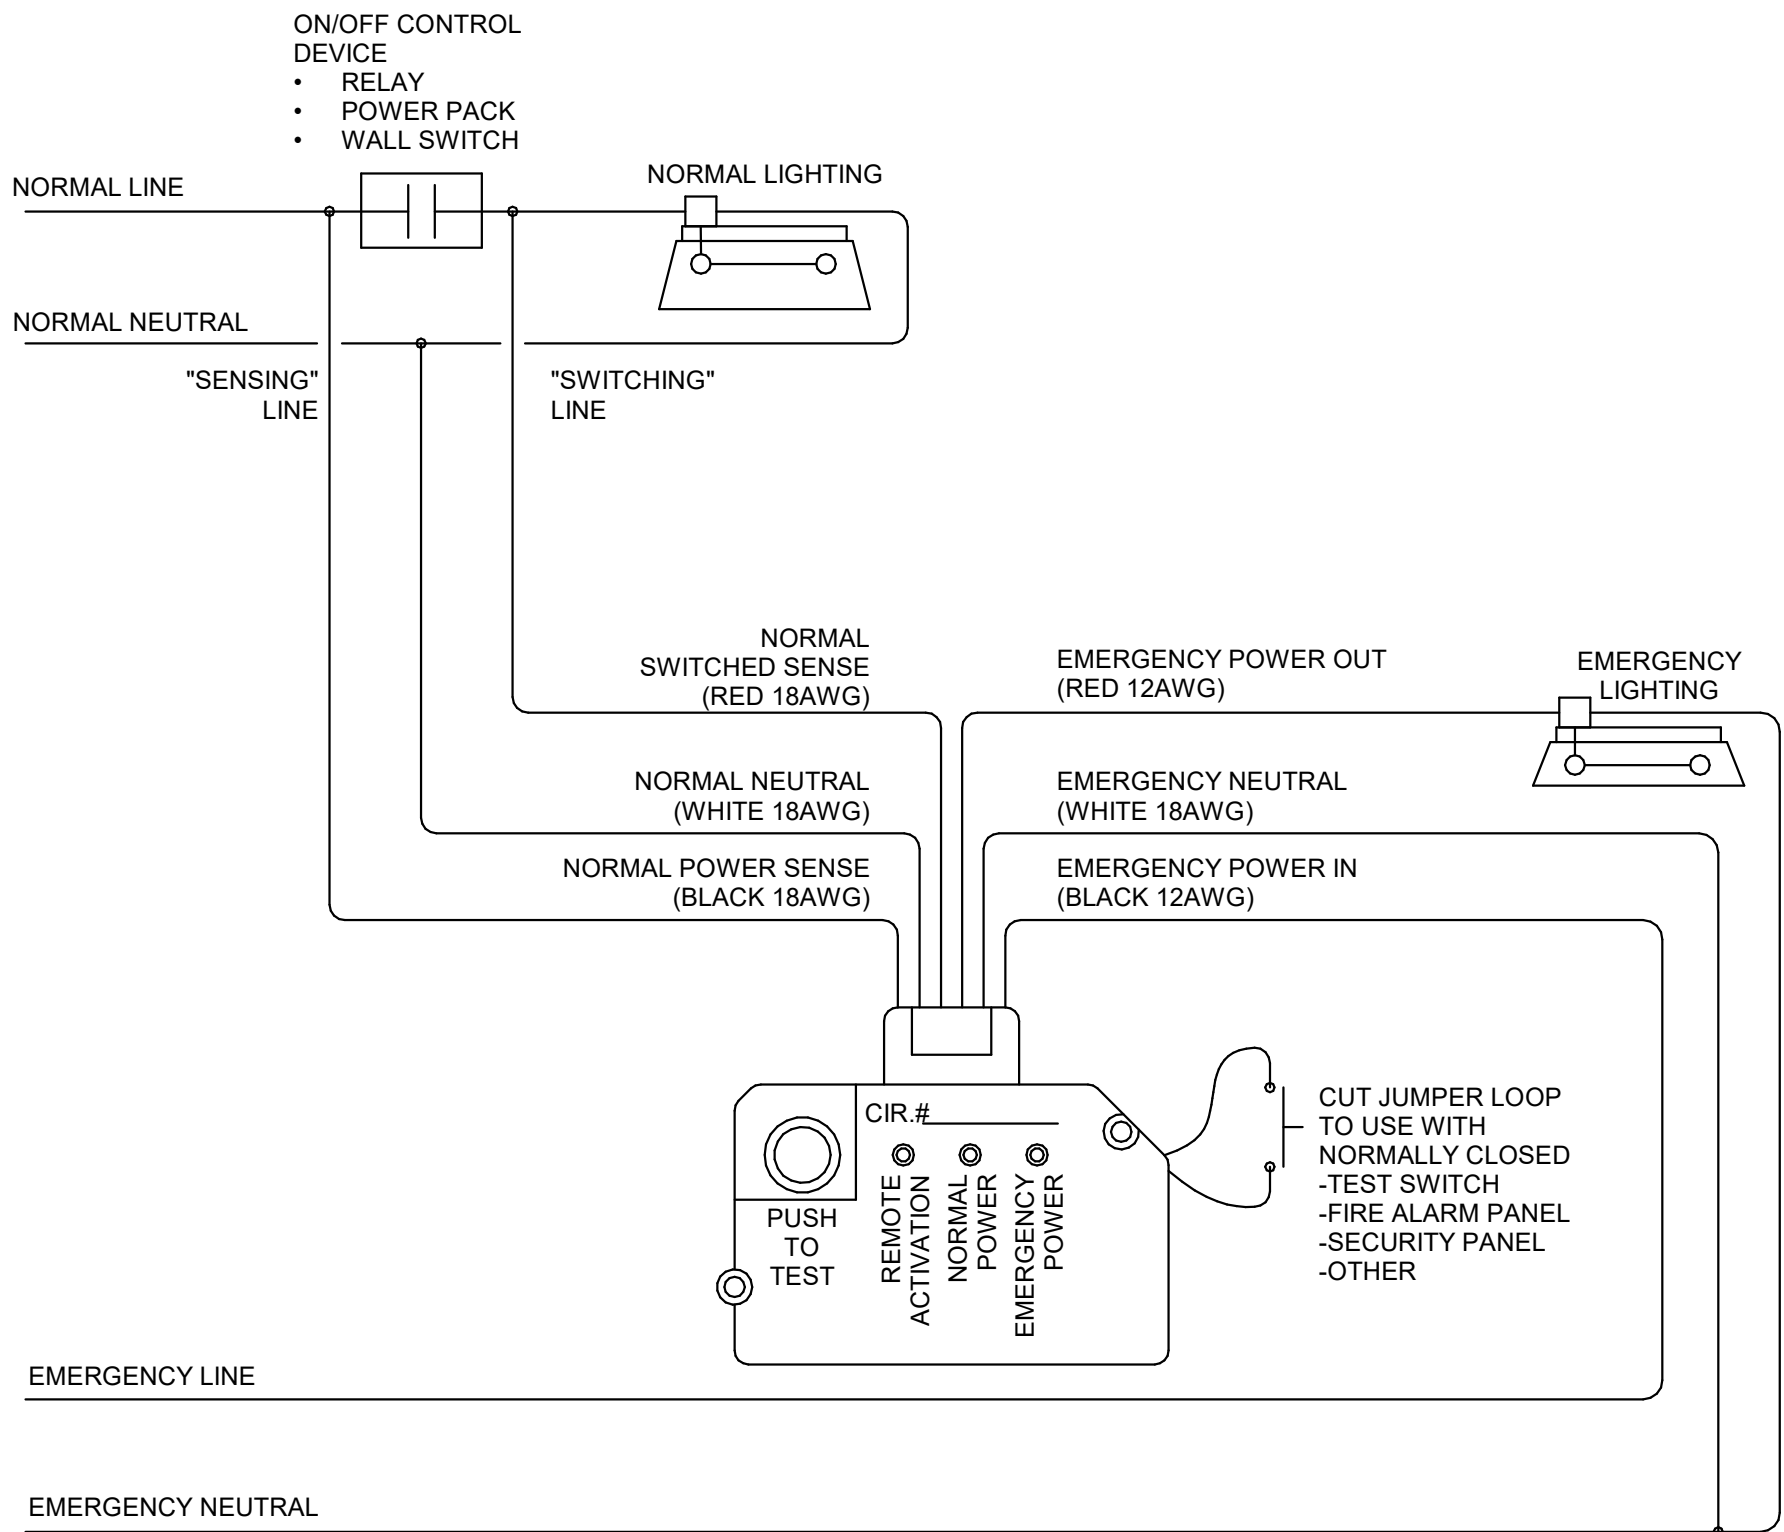 ON/OFF CONTROL
DEVICE
• RELAY
• POWER PACK
• WALL SWITCH
NORMAL LIGHTING
NORMAL LINE
NORMAL NEUTRAL
"SENSING"
LINE
"SWITCHING"
LINE
NORMAL
SWITCHED SENSE
(RED 18AWG)
EMERGENCY POWER OUT
(RED 12AWG)
EMERGENCY
LIGHTING
NORMAL NEUTRAL
(WHITE 18AWG)
EMERGENCY NEUTRAL
(WHITE 18AWG)
NORMAL POWER SENSE
(BLACK 18AWG)
EMERGENCY POWER IN
(BLACK 12AWG)
CIR.#
PUSH
TO
TEST
REMOTE
ACTIVATION
NORMAL
POWER
EMERGENCY
POWER
CUT JUMPER LOOP
TO USE WITH
NORMALLY CLOSED
-TEST SWITCH
-FIRE ALARM PANEL
-SECURITY PANEL
-OTHER
EMERGENCY LINE
EMERGENCY NEUTRAL